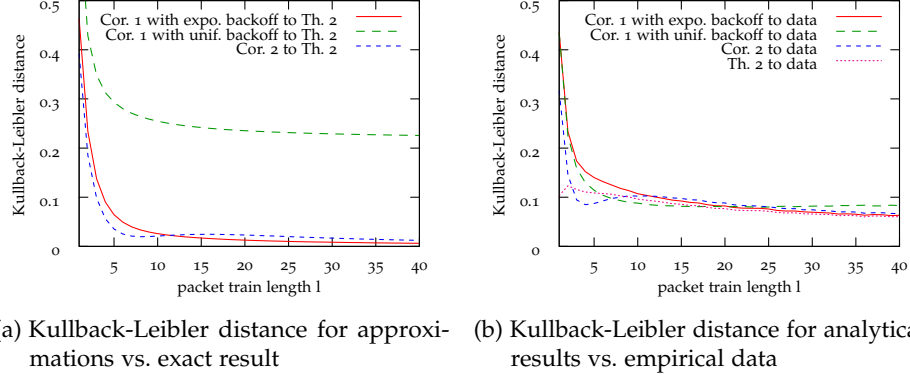 Cor. 1 with expo. backoff to Th. 2
Cor. 1 with unif. backoff to Th. 2
Cor. 2 to Th. 2
Kullback-Leibler distance
0.5
0.4
0.3
0.2
0.1
0
5 10 15 20 25 30 35 40
packet train length l
Cor. 1 with expo. backoff to data
Cor. 1 with unif. backoff to data
Cor. 2 to data
Th. 2 to data
Kullback-Leibler distance
0.5
0.4
0.3
0.2
0.1
0
5 10 15 20 25 30 35 40
packet train length l
a) Kullback-Leibler distance for approxi-
mations vs. exact result
(b) Kullback-Leibler distance for analytica
results vs. empirical data